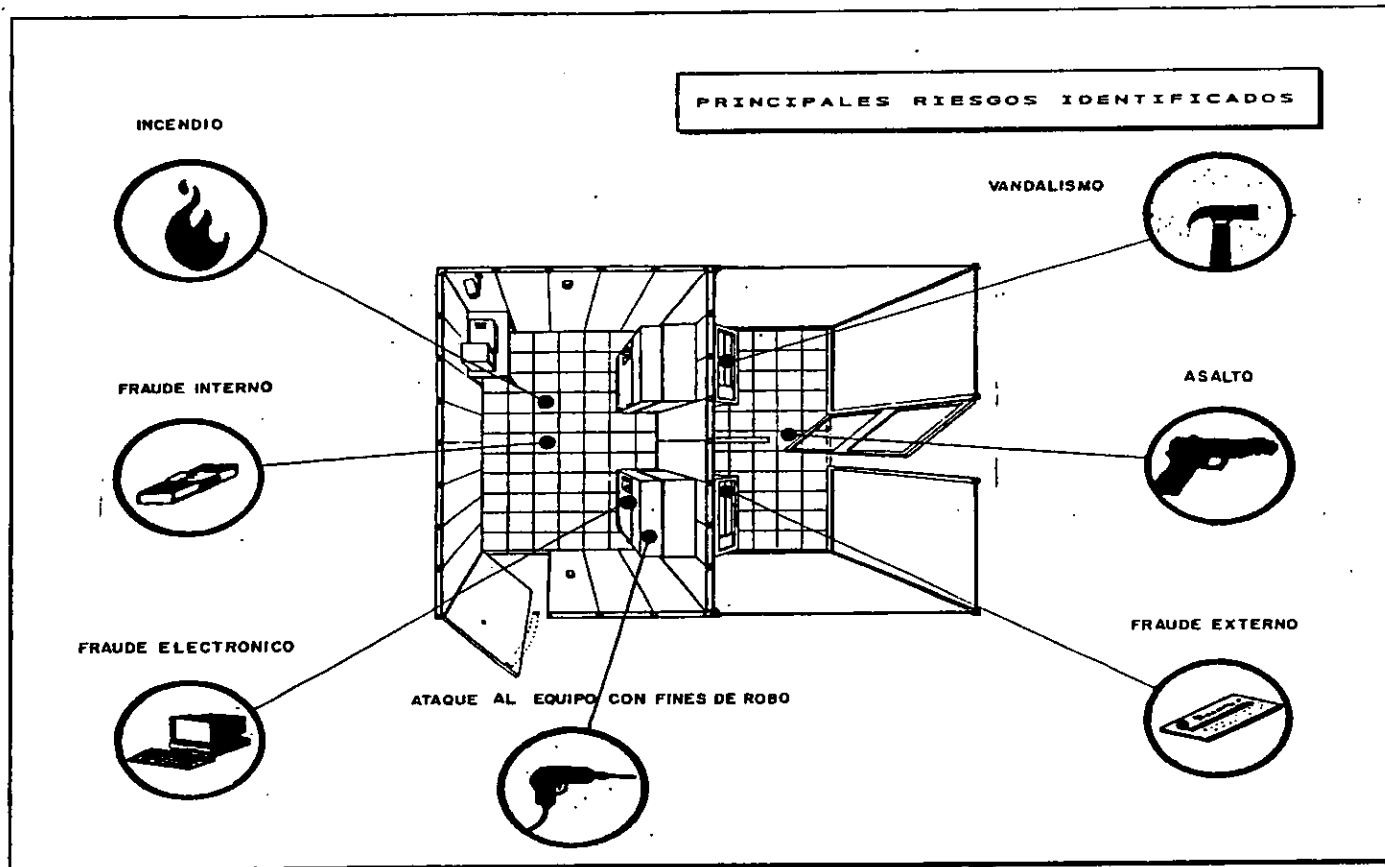 PRINCIPALES RIESGOS IDENTIFICADOS
INCENDIO
VANDALISMO
FRAUDE INTERNO
ASALTO
FRAUDE ELECTRONICO
FRAUDE EXTERNO
ATAQUE AL EQUIPO CON FINES DE ROBO